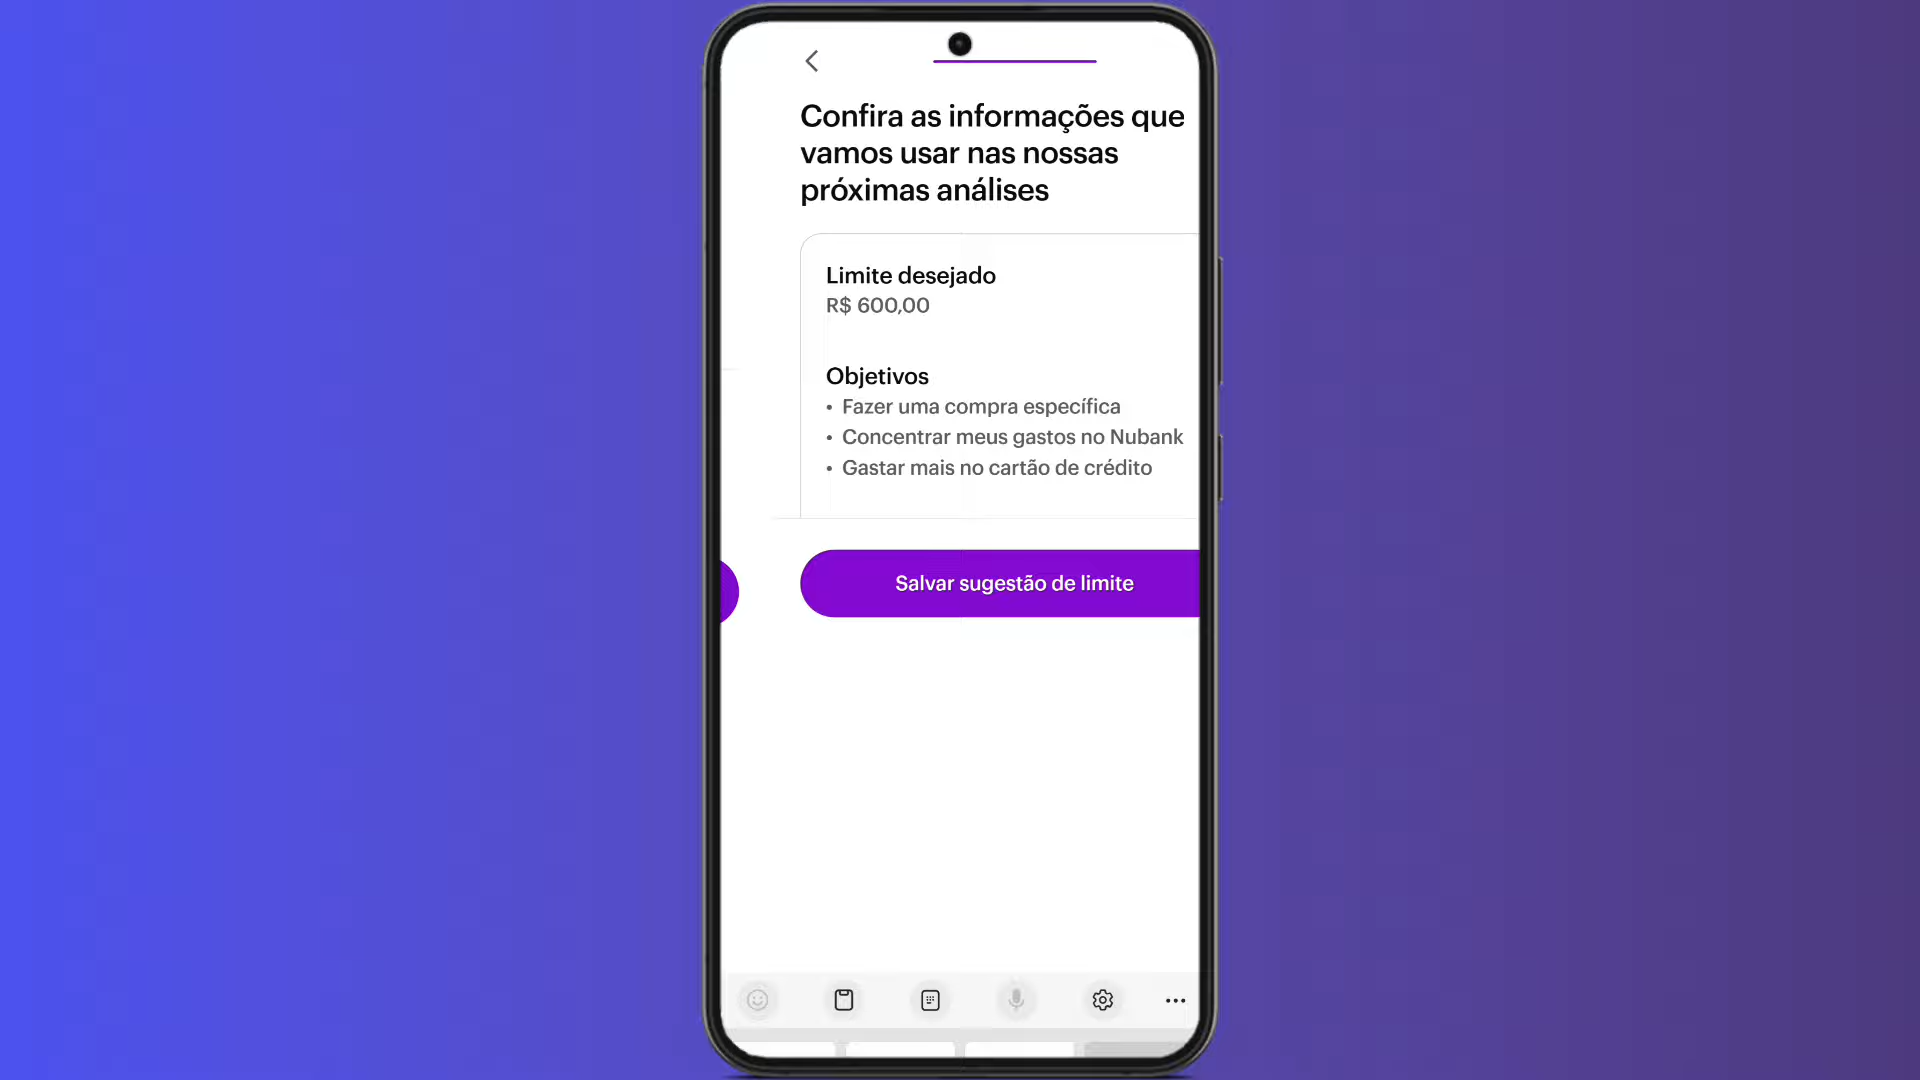 Confira as informações que
vamos usar nas nossas
próximas análises
Limite desejado
R$ 600,00
Objetivos
• Fazer uma compra específica
• Concentrar meus gastos no Nubank
• Gastar mais no cartão de crédito
Salvar sugestão de limite